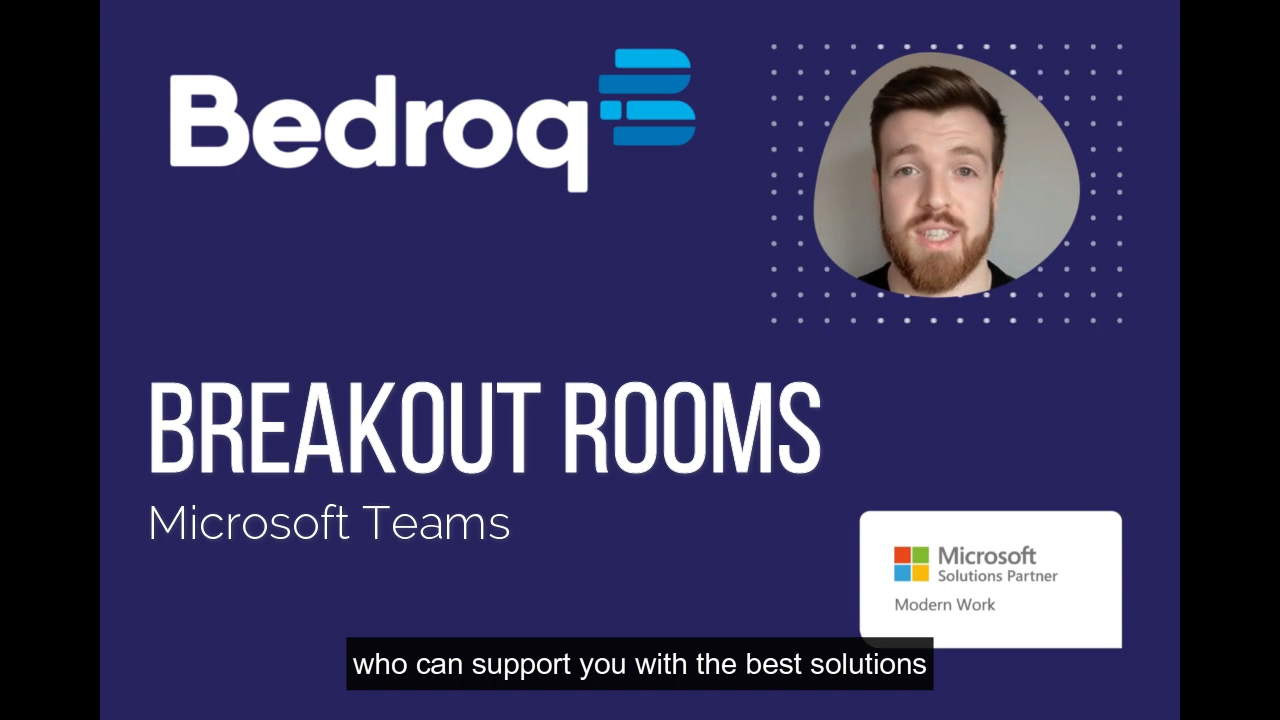 Bedroq
BREAKOUT ROOMS
Microsoft Teams
Microsoft
Solutions Partner
Modern Work
who can support you with the best solutions